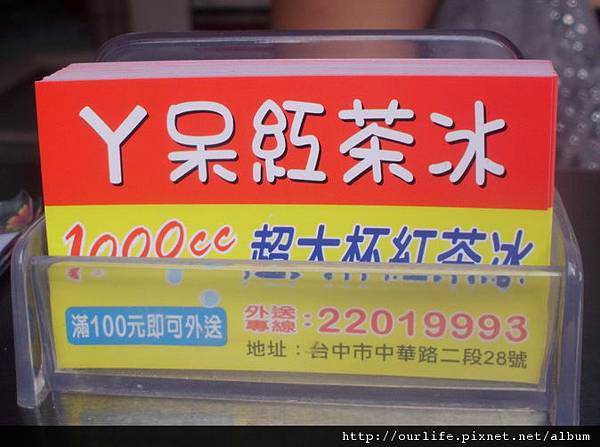 ㄚ呆紅茶冰
1000cc 超大杯紅茶冰
滿100元即可外送
外送專線:22019993
地址:台中市中華路二段28號
http://ourlife.pixnet.net/album